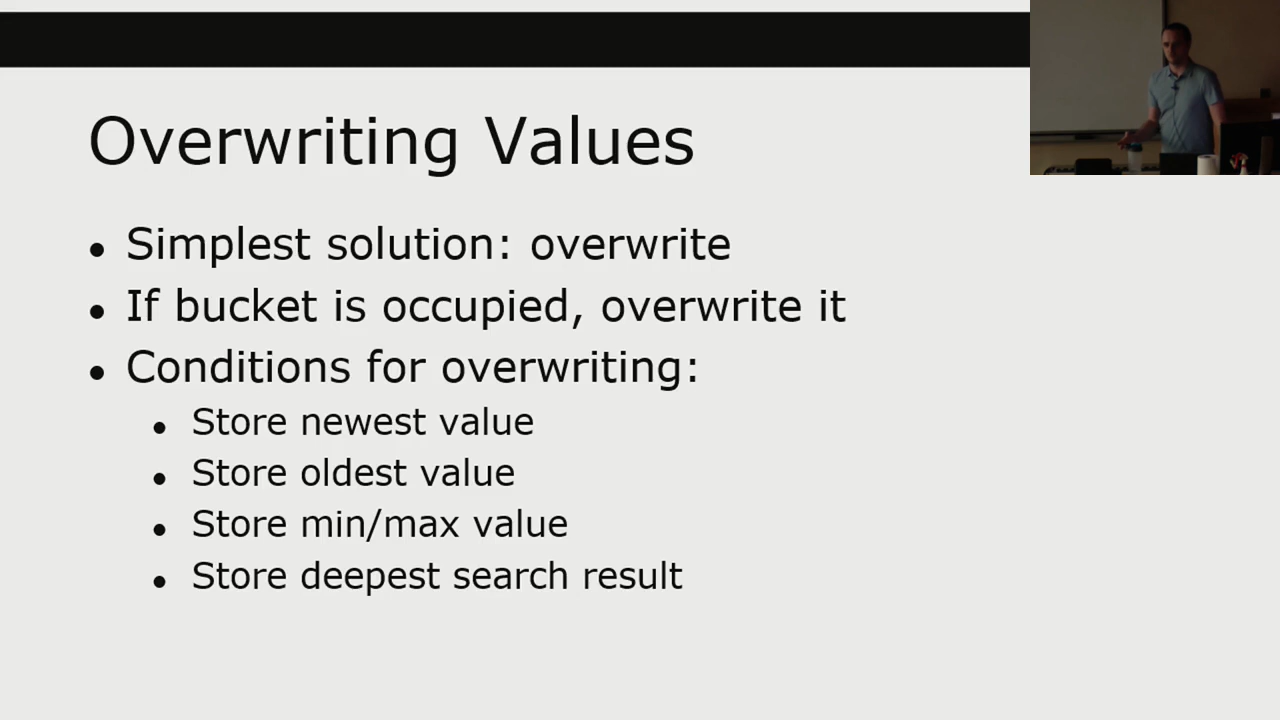 Overwriting Values
• Simplest solution: overwrite
• If bucket is occupied, overwrite it
• Conditions for overwriting:
• Store newest value
• Store oldest value
• Store min/max value
• Store deepest search result